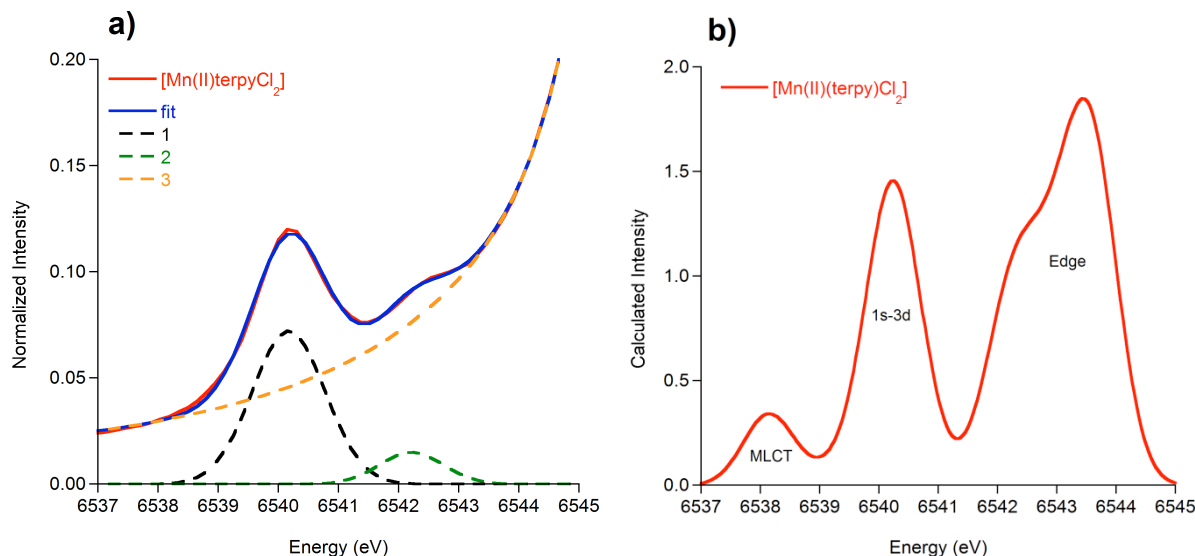 a)
0.20
0.15
0.10
0.05
0.00
Normalized Intensity
[Mn(II)terpyCl2]
fit
1
2
3
6537 6538 6539 6540 6541 6542 6543 6544 6545
Energy (eV)
b)
2.0
1.5
1.0
0.5
0.0
Calculated Intensity
[Mn(II)(terpy)Cl2]
MLCT
1s-3d
Edge
6537 6538 6539 6540 6541 6542 6543 6544 6545
Energy (eV)